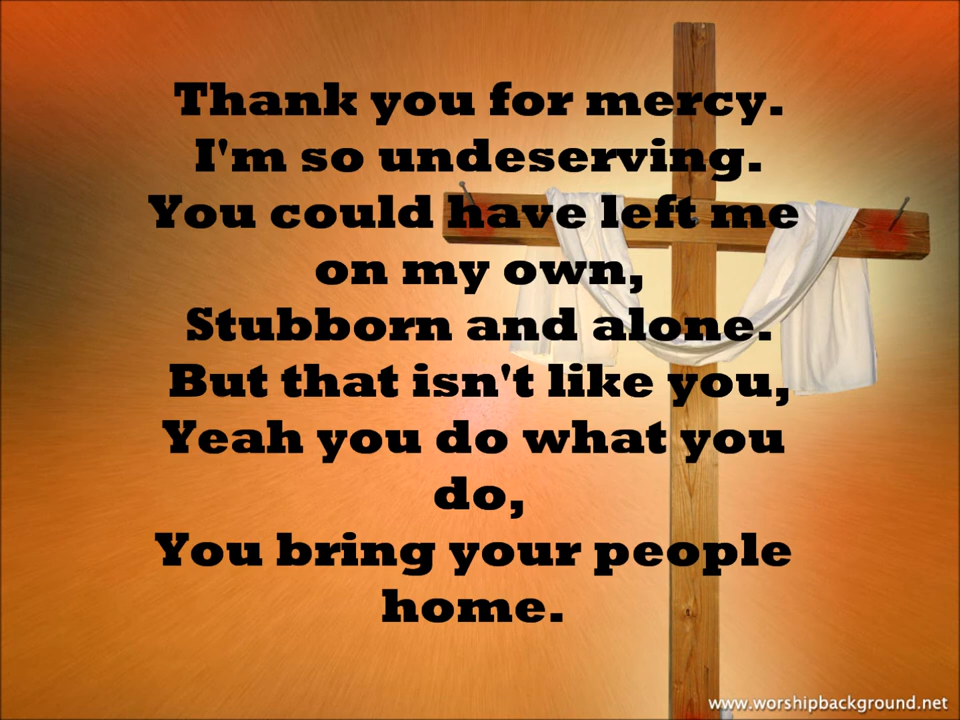 Thank you for mercy.
I'm so undeserving.
You could have left me
on my own,
Stubborn and alone.
But that isn't like you,
Yeah you do what you
do,
You bring your people
home.
www.worshipbackground.net